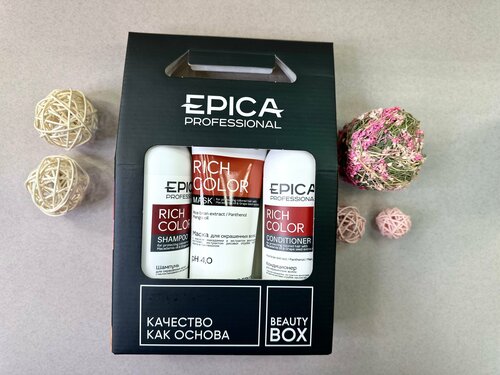 EPICA
PROFESSIONAL
EPICA
PROFESSIONAL
RICH
COLOR
SHAMPOO
Шампунь
RICH
COLOR
MASK
Маска для окрашенных
pH 4.0
EPICA
PROFESSIONAL
RICH
COLOR
CONDITIONER
Кондиционер
КАЧЕСТВО
КАК ОСНОВА
BEAUTY
BOX